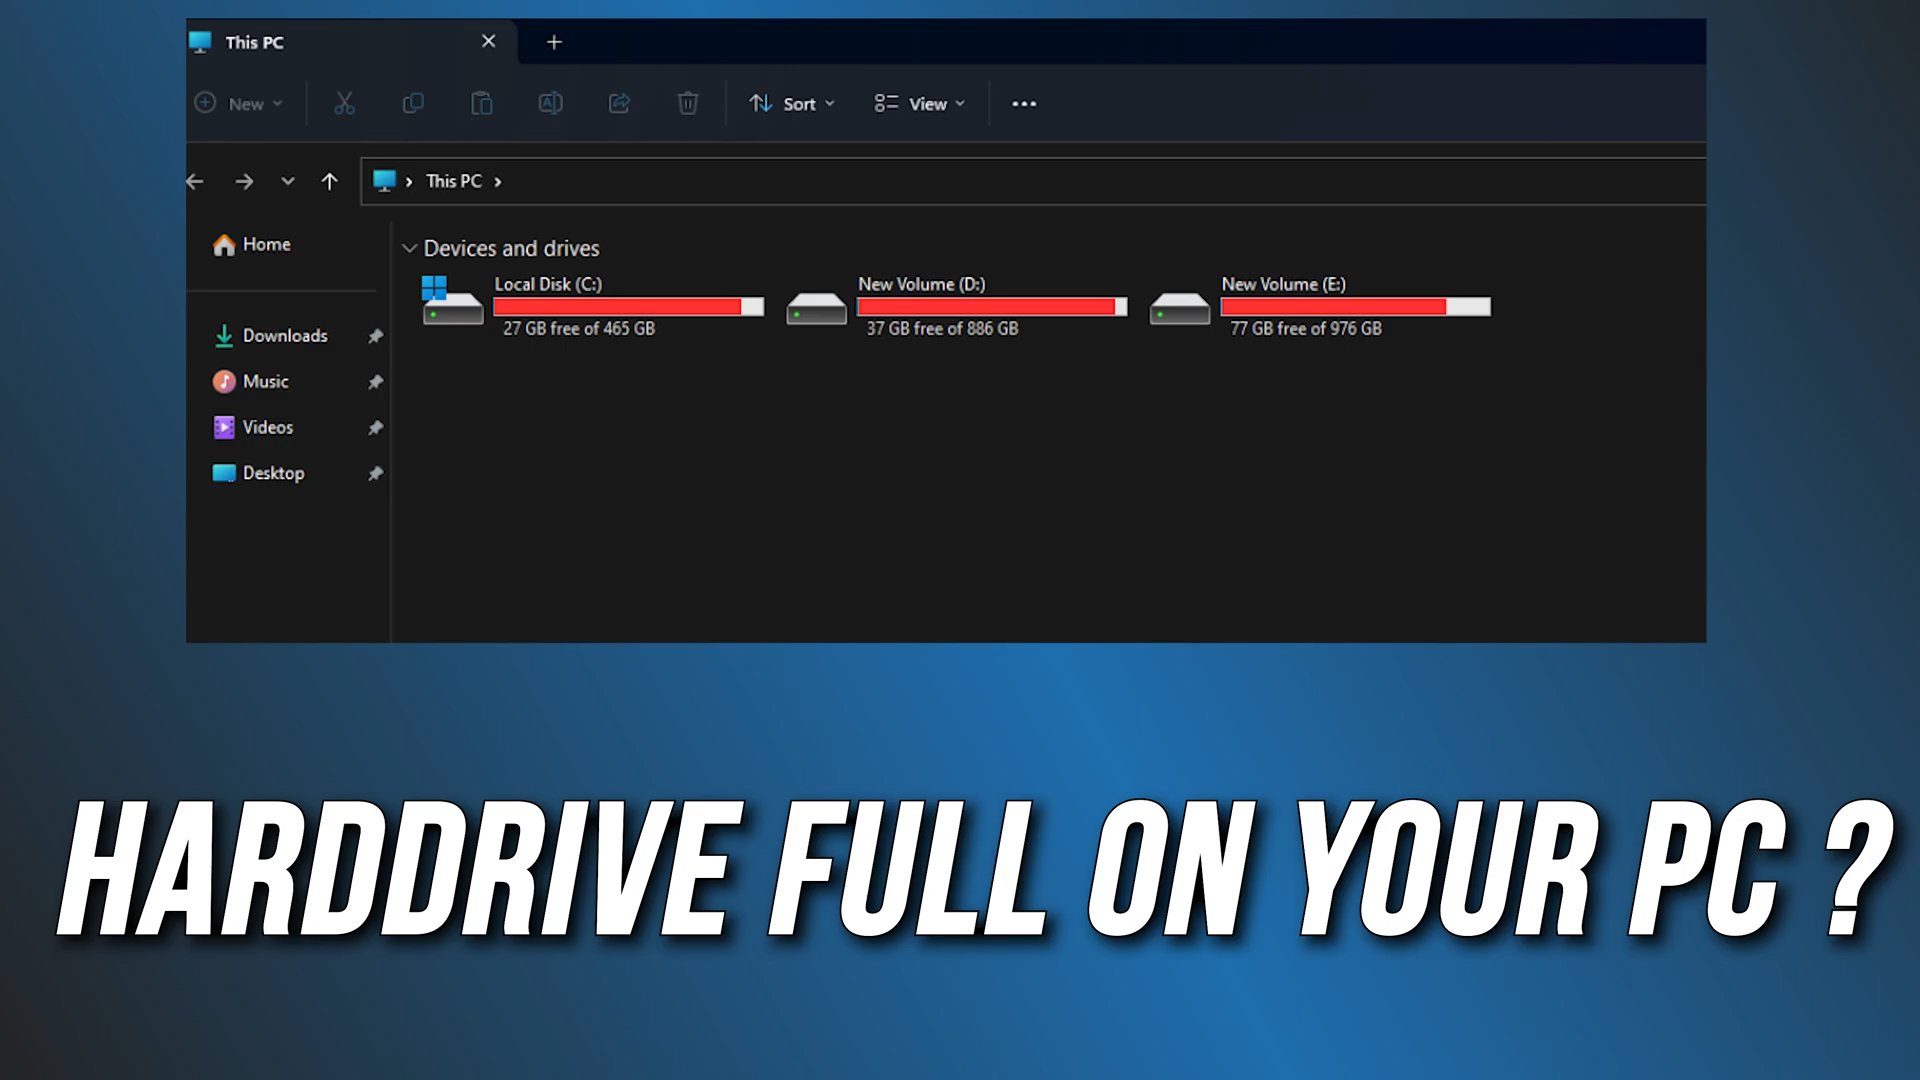 This PC
New
Sort
View
This PC
Home
Devices and drives
Local Disk (C:)
27 GB free of 465 GB
New Volume (D:)
37 GB free of 886 GB
New Volume (E:)
77 GB free of 976 GB
Downloads
Music
Videos
Desktop
HARDDRIVE FULL ON YOUR PC ?